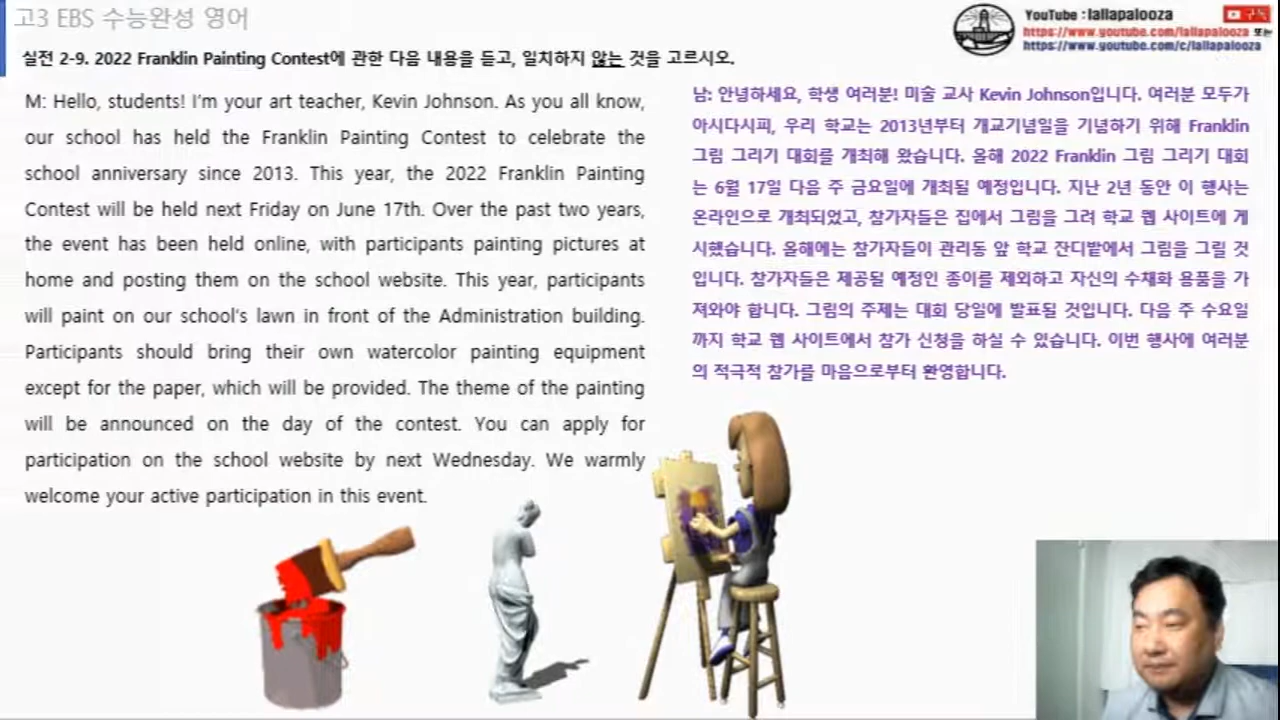 고3 EBS 수능완성 영어
YouTube : lallapalooza
구독
https://www.youtube.com/lallapalooza 또는
https://www.youtube.com/c/lallapalooza
실전 2-9. 2022 Franklin Painting Contest에 관한 다음 내용을 듣고, 일치하지 않는 것을 고르시오.
M: Hello, students! I'm your art teacher, Kevin Johnson. As you all know,
our school has held the Franklin Painting Contest to celebrate the
school anniversary since 2013. This year, the 2022 Franklin Painting
Contest will be held next Friday on June 17th. Over the past two years,
the event has been held online, with participants painting pictures at
home and posting them on the school website. This year, participants
will paint on our school's lawn in front of the Administration building.
Participants should bring their own watercolor painting equipment
except for the paper, which will be provided. The theme of the painting
will be announced on the day of the contest. You can apply for
participation on the school website by next Wednesday. We warmly
welcome your active participation in this event.
남: 안녕하세요, 학생 여러분! 미술 교사 Kevin Johnson입니다. 여러분 모두가
아시다시피, 우리 학교는 2013년부터 개교기념일을 기념하기 위해 Franklin
그림 그리기 대회를 개최해 왔습니다. 올해 2022 Franklin 그림 그리기 대회
는 6월 17일 다음 주 금요일에 개최될 예정입니다. 지난 2년 동안 이 행사는
온라인으로 개최되었고, 참가자들은 집에서 그림을 그려 학교 웹 사이트에 게
시했습니다. 올해에는 참가자들이 관리동 앞 학교 잔디밭에서 그림을 그릴 것
입니다. 참가자들은 제공될 예정인 종이를 제외하고 자신의 수채화 용품을 가
져와야 합니다. 그림의 주제는 대회 당일에 발표될 것입니다. 다음 주 수요일
까지 학교 웹 사이트에서 참가 신청을 하실 수 있습니다. 이번 행사에 여러분
의 적극적 참가를 마음으로부터 환영합니다.